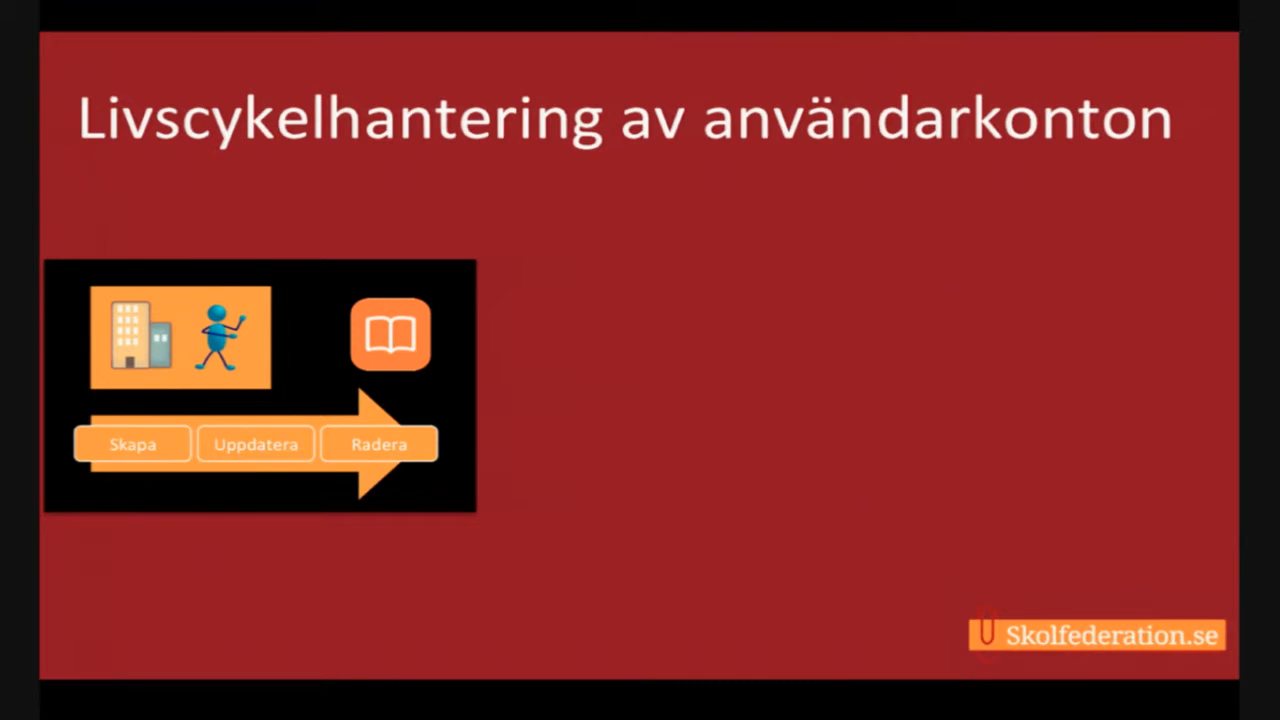 Livscykelhantering av användarkonton
Skapa
Uppdatera
Radera
Skolfederation.se